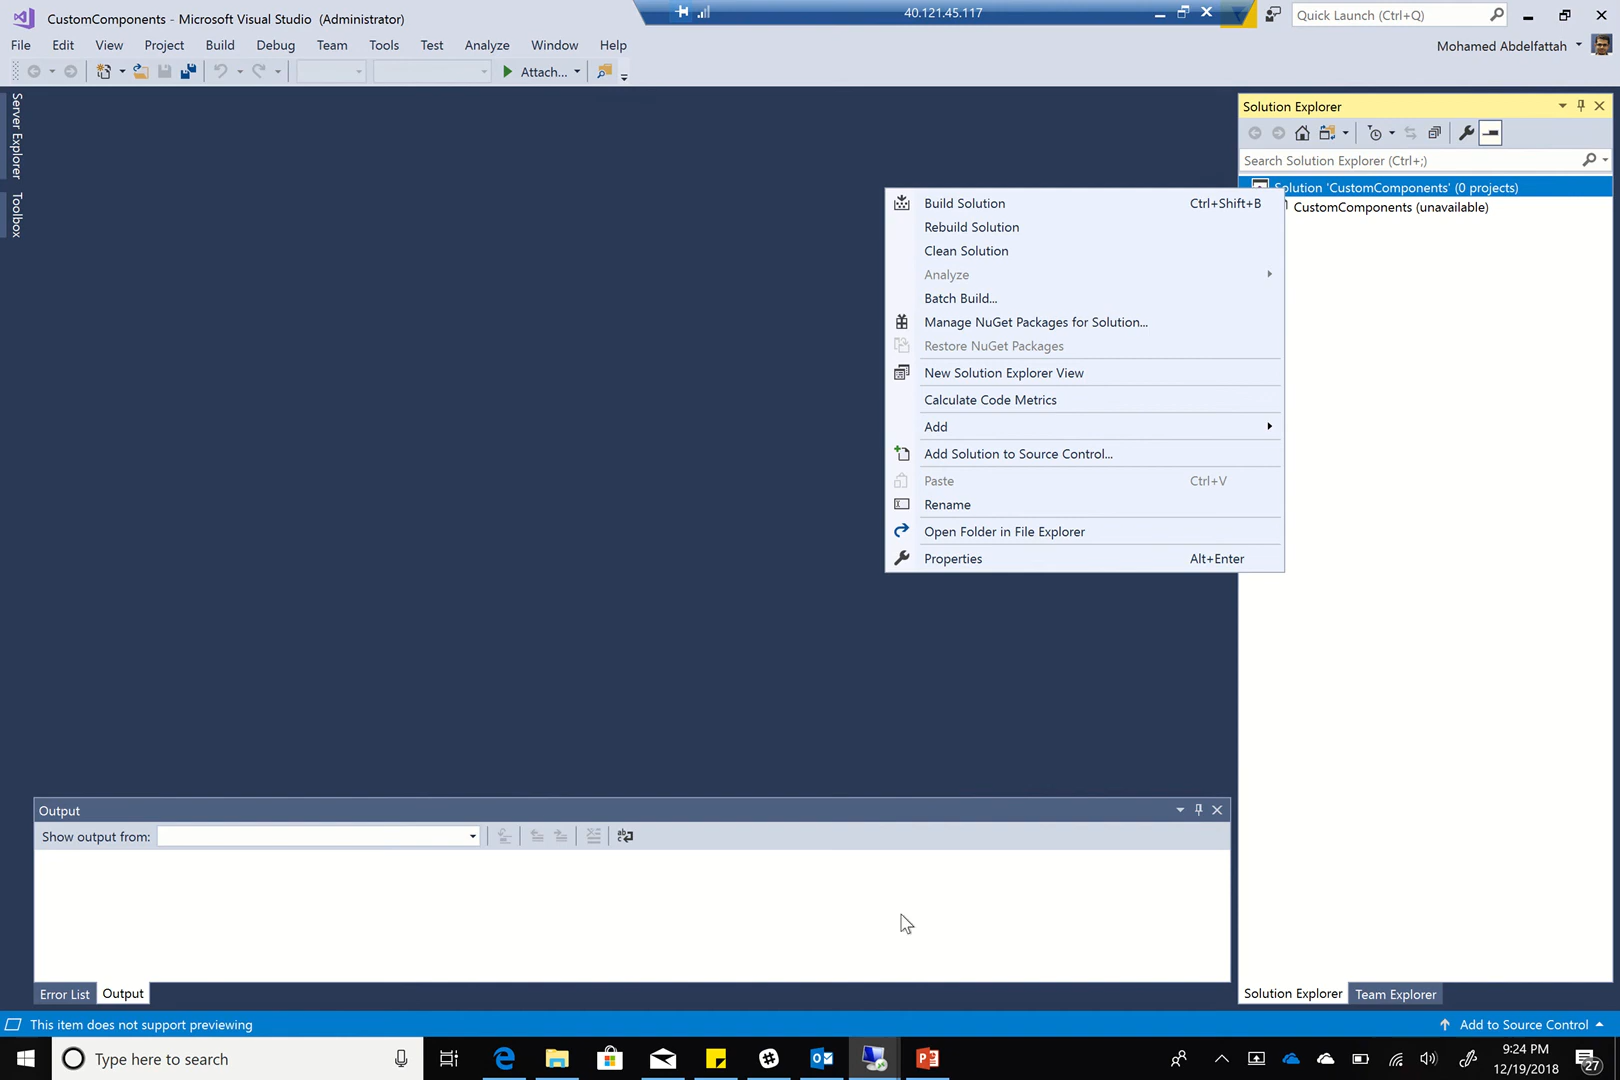 CustomComponents - Microsoft Visual Studio (Administrator)
40.121.45.117
Quick Launch (Ctrl+Q)
File Edit View Project Build Debug Team Tools Test Analyze Window Help
Mohamed Abdelfattah
Attach...
Server Explorer
Toolbox
Solution Explorer
Search Solution Explorer (Ctrl+;)
Solution 'CustomComponents' (0 projects)
CustomComponents (unavailable)
Build Solution Ctrl+Shift+B
Rebuild Solution
Clean Solution
Analyze
Batch Build...
Manage NuGet Packages for Solution...
Restore NuGet Packages
New Solution Explorer View
Calculate Code Metrics
Add
Add Solution to Source Control...
Paste Ctrl+V
Rename
Open Folder in File Explorer
Properties Alt+Enter
Output
Show output from:
Error List Output
Solution Explorer Team Explorer
This item does not support previewing
Add to Source Control
Type here to search
9:24 PM
12/19/2018
27